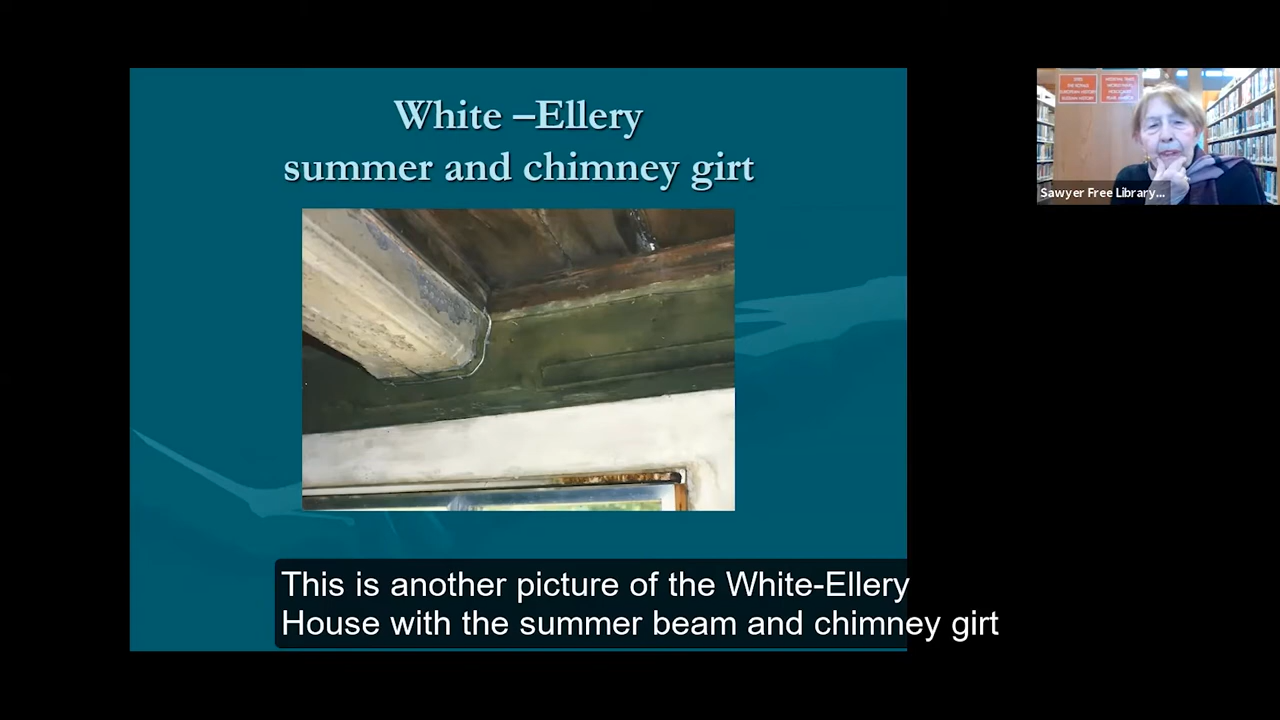 White –Ellery
summer and chimney girt
Sawyer Free Library...
This is another picture of the White-Ellery
House with the summer beam and chimney girt